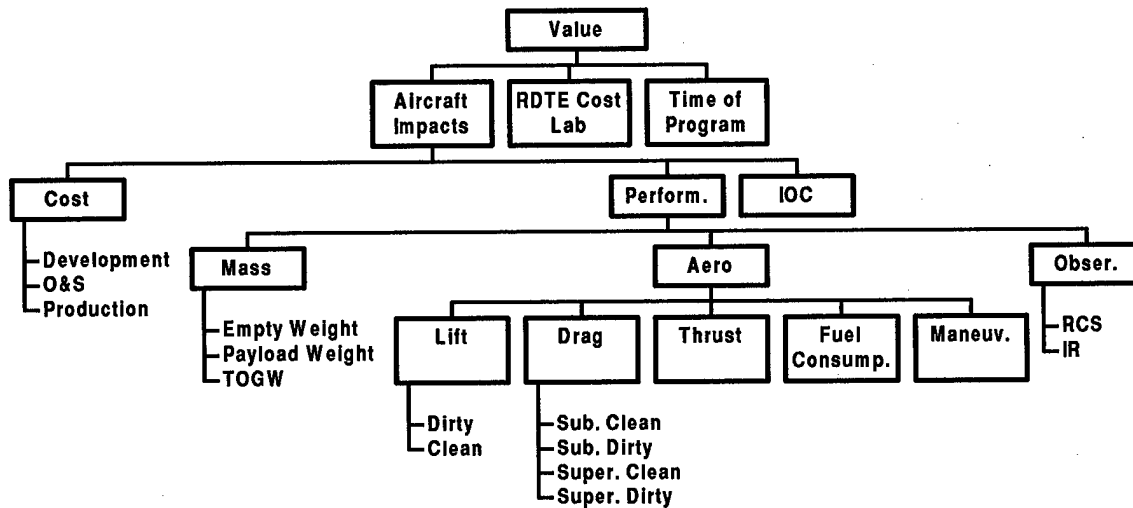 Value
Aircraft
Impacts
RDTE Cost
Lab
Time of
Program
Cost
Perform.
IOC
Development
O&S
Production
Mass
Aero
Obser.
Empty Weight
Payload Weight
TOGW
Lift
Drag
Thrust
Fuel
Consump.
Maneuv.
RCS
IR
Dirty
Clean
Sub. Clean
Sub. Dirty
Super. Clean
Super. Dirty